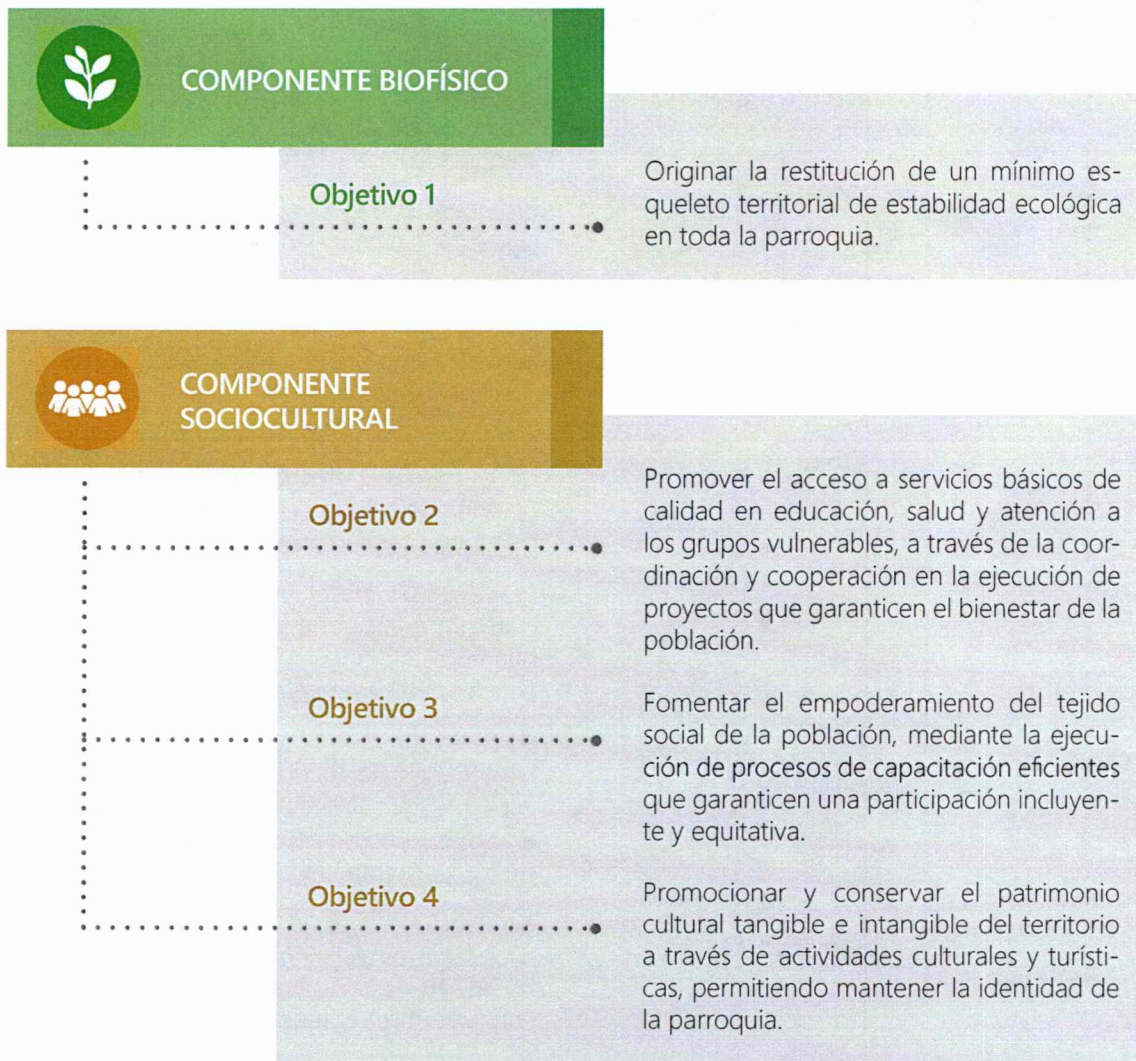 COMPONENTE BIOFÍSICO
Objetivo 1
Originar la restitución de un mínimo es-
queleto territorial de estabilidad ecológica
en toda la parroquia.
COMPONENTE
SOCIOCULTURAL
Objetivo 2
Promover el acceso a servicios básicos de
calidad en educación, salud y atención a
los grupos vulnerables, a través de la coor-
dinación y cooperación en la ejecución de
proyectos que garanticen el bienestar de la
población.
Objetivo 3
Fomentar el empoderamiento del tejido
social de la población, mediante la ejecu-
ción de procesos de capacitación eficientes
que garanticen una participación incluyen-
te y equitativa.
Objetivo 4
Promocionar y conservar el patrimonio
cultural tangible e intangible del territorio
a través de actividades culturales y turísti-
cas, permitiendo mantener la identidad de
la parroquia.